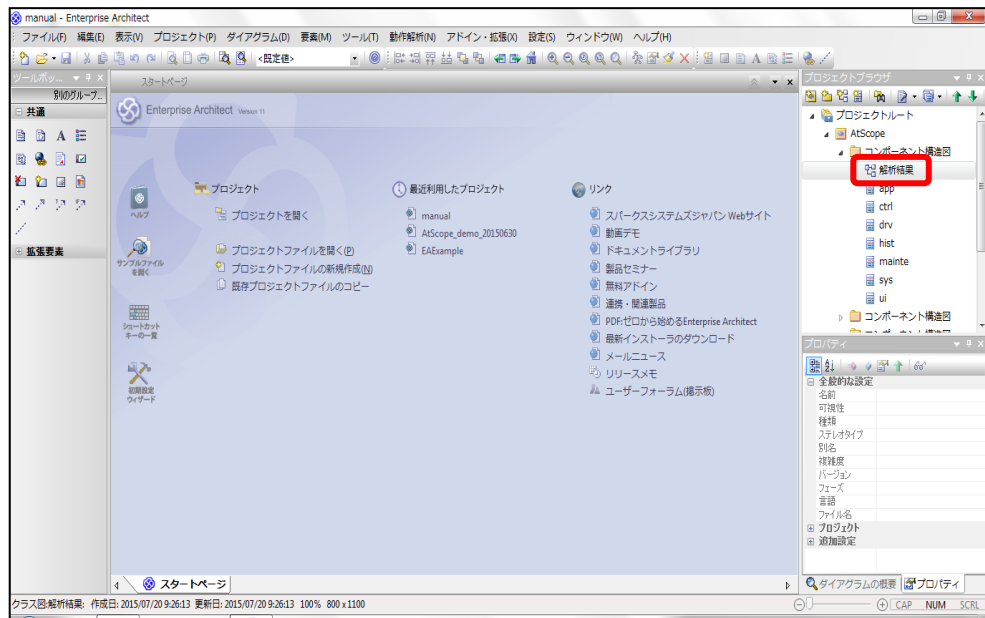 manual - Enterprise Architect
ファイル(F) 編集(E) 表示(V) プロジェクト(P) ダイアグラム(D) 要素(M) ツール(T) 動作解析(N) アドイン・拡張(X) 設定(S) ウィンドウ(W) ヘルプ(H)
<既定値>
ツールボッ...
別のグループ...
共通
拡張要素
スタートページ
Enterprise Architect Version 11
ヘルプ
サンプルファイルを開く
ショートカットキーの一覧
初期設定ウィザード
プロジェクト
プロジェクトを開く
プロジェクトファイルを開く(P)
プロジェクトファイルの新規作成(N)
既存プロジェクトファイルのコピー
最近利用したプロジェクト
manual
AtScope_demo_20150630
EAExample
リンク
スパークスシステムズジャパン Webサイト
動画デモ
ドキュメントライブラリ
製品セミナー
無料アドイン
連携・関連製品
PDF:ゼロから始めるEnterprise Architect
最新インストーラのダウンロード
メールニュース
リリースメモ
ユーザーフォーラム(掲示板)
スタートページ
プロジェクトブラウザ
プロジェクトルート
AtScope
コンポーネント構造図
解析結果
app
ctrl
drv
hist
mainte
sys
ui
コンポーネント構造図
プロパティ
全般的な設定
名前
可視性
種類
ステレオタイプ
別名
複雑度
バージョン
フェーズ
言語
ファイル名
プロジェクト
追加設定
ダイアグラムの概要 プロパティ
クラス図:解析結果: 作成日: 2015/07/20 9:26:13 更新日: 2015/07/20 9:26:13 100% 800 x 1100
CAP NUM SCRL